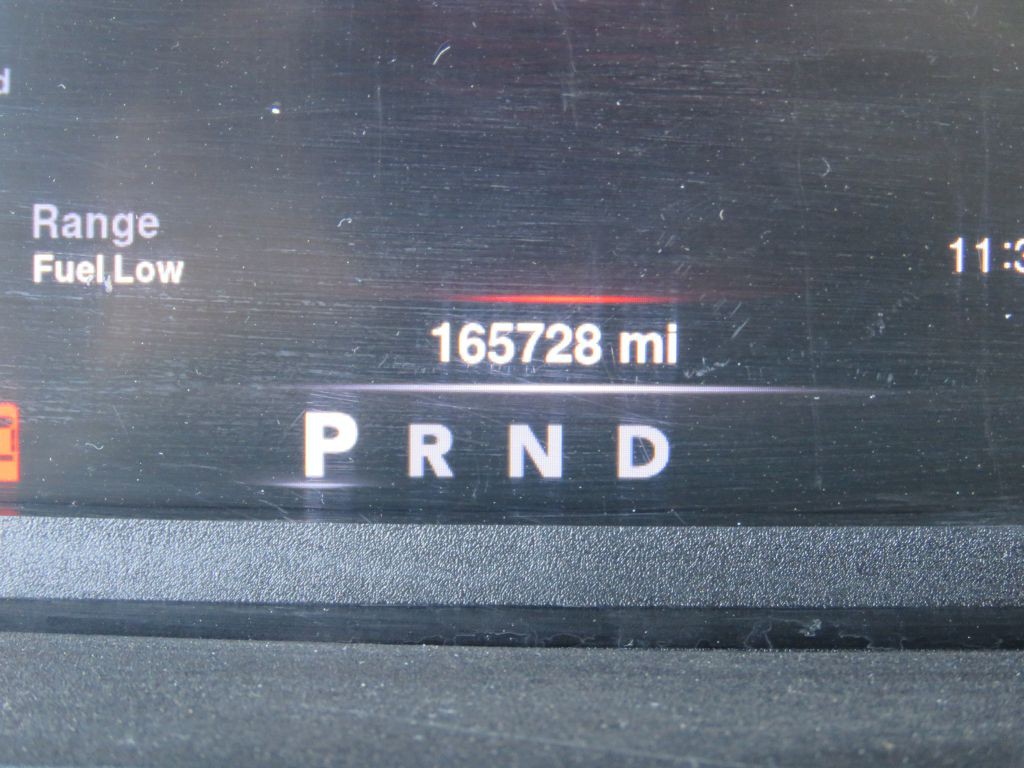 Range
Fuel Low
165728 mi
P R N D